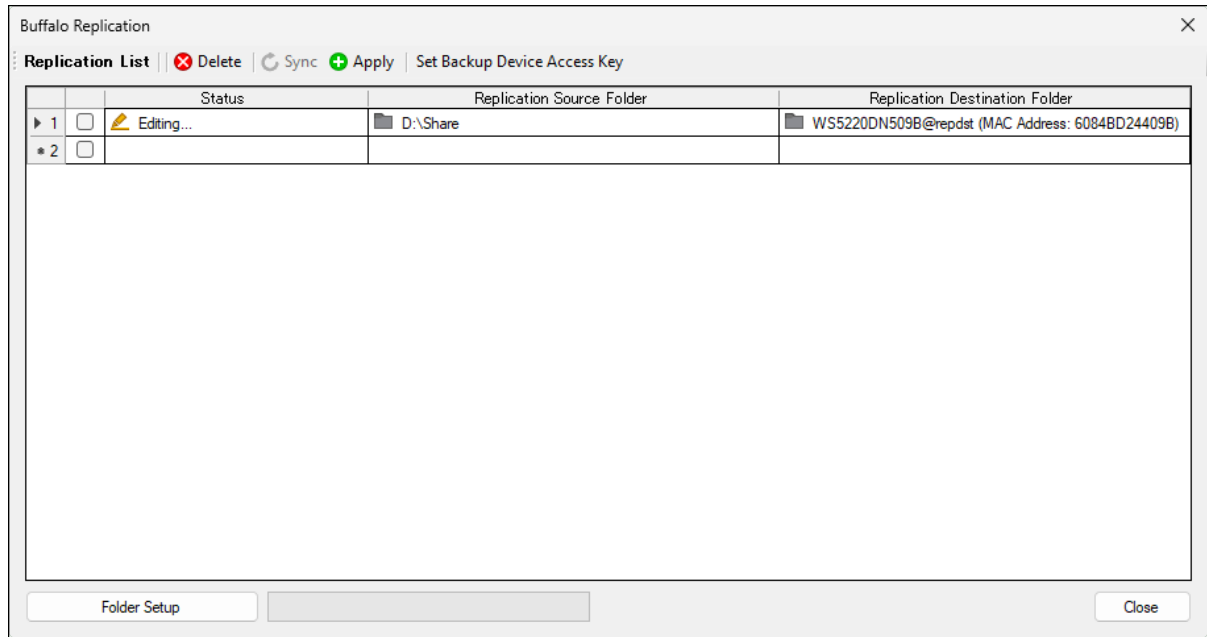 Buffalo Replication
Replication List Delete Sync Apply Set Backup Device Access Key
Status Replication Source Folder Replication Destination Folder
1 Editing... D:\Share WS5220DN509B@repdst (MAC Address: 6084BD24409B)
* 2
Folder Setup Close